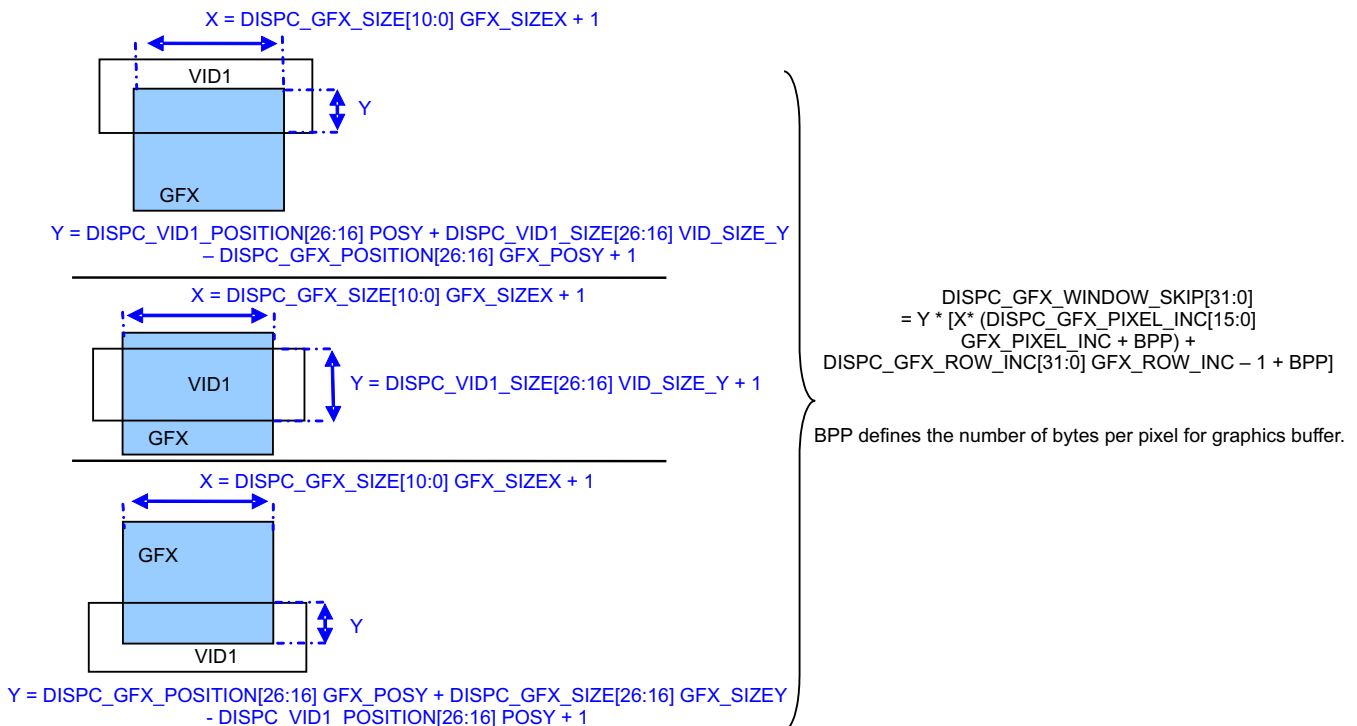 X = DISPC_GFX_SIZE[10:0] GFX_SIZEX + 1
VID1
Y
GFX
Y = DISPC_VID1_POSITION[26:16] POSY + DISPC_VID1_SIZE[26:16] VID_SIZE_Y
– DISPC_GFX_POSITION[26:16] GFX_POSY + 1
X = DISPC_GFX_SIZE[10:0] GFX_SIZEX + 1
VID1
Y = DISPC_VID1_SIZE[26:16] VID_SIZE_Y + 1
GFX
X = DISPC_GFX_SIZE[10:0] GFX_SIZEX + 1
GFX
Y
VID1
Y = DISPC_GFX_POSITION[26:16] GFX_POSY + DISPC_GFX_SIZE[26:16] GFX_SIZEY
- DISPC_VID1_POSITION[26:16] POSY + 1
DISPC_GFX_WINDOW_SKIP[31:0]
= Y * [X* (DISPC_GFX_PIXEL_INC[15:0]
GFX_PIXEL_INC + BPP) +
DISPC_GFX_ROW_INC[31:0] GFX_ROW_INC – 1 + BPP]
BPP defines the number of bytes per pixel for graphics buffer.